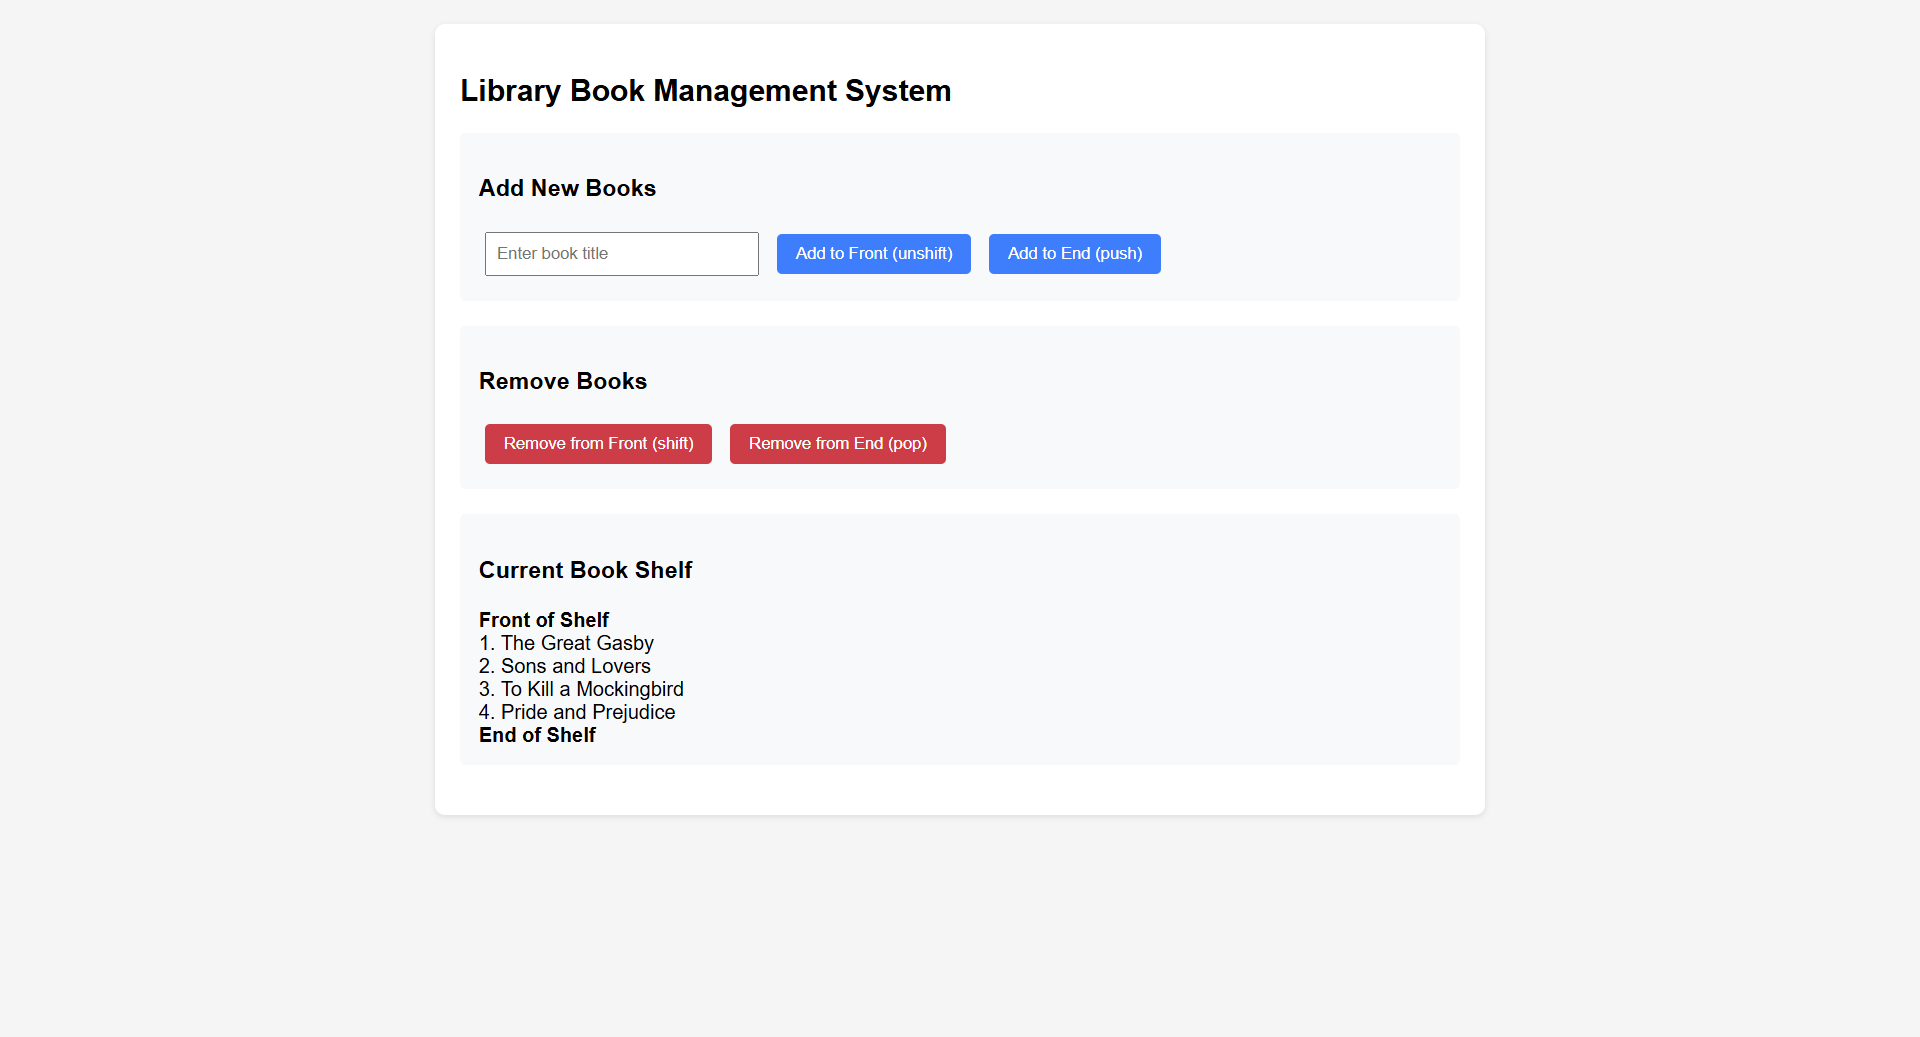 Library Book Management System
Add New Books
Enter book title
Add to Front (unshift)
Add to End (push)
Remove Books
Remove from Front (shift)
Remove from End (pop)
Current Book Shelf
Front of Shelf
1. The Great Gasby
2. Sons and Lovers
3. To Kill a Mockingbird
4. Pride and Prejudice
End of Shelf